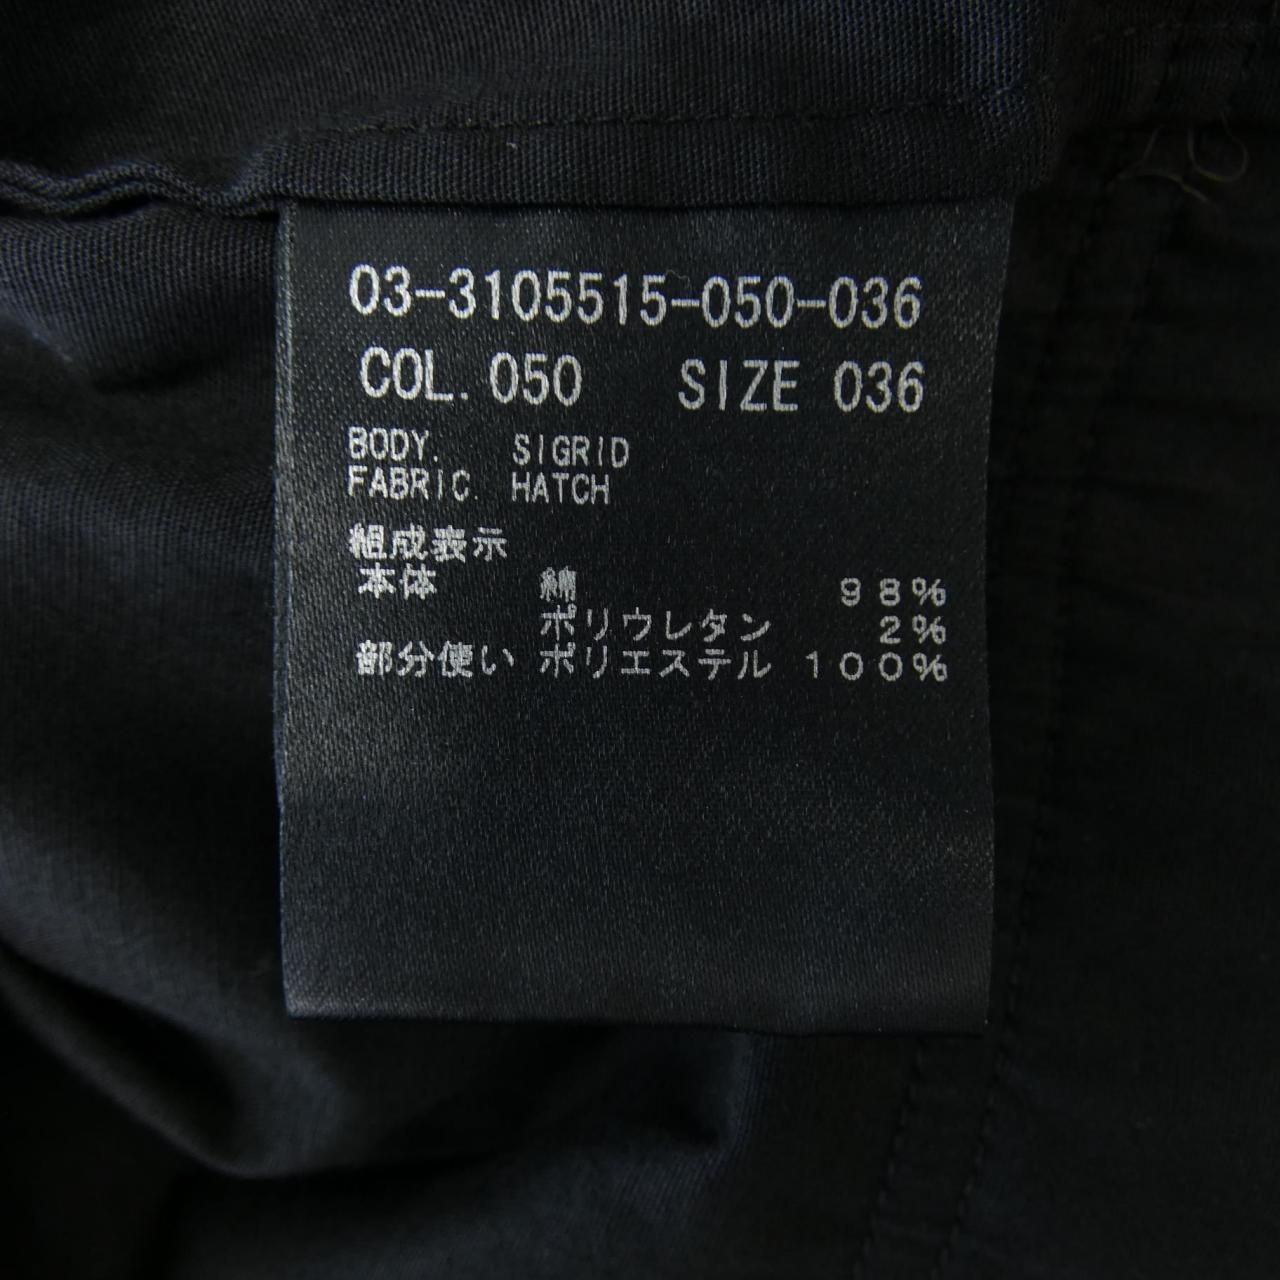 03-3105515-050-036
COL. 050 SIZE 036
BODY. SIGRID
FABRIC. HATCH
組成表示
本体 綿 98%
ポリウレタン 2%
部分使い ポリエステル 100%